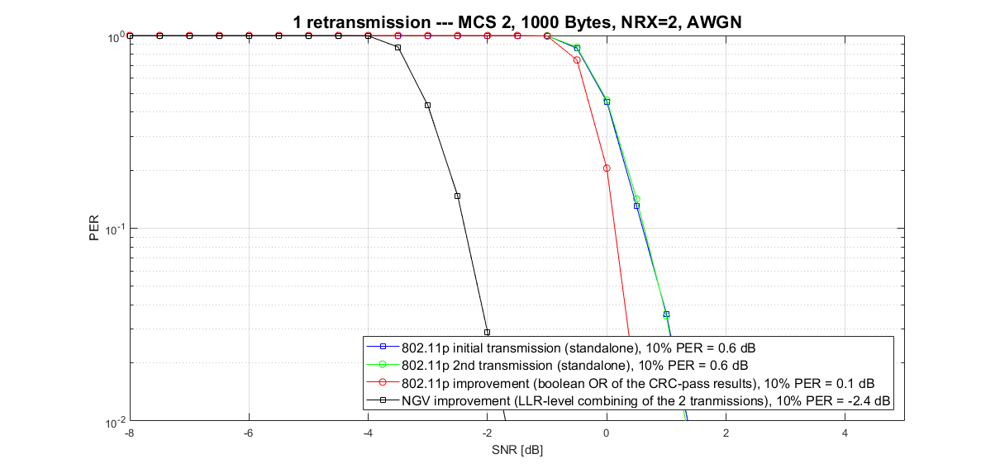 1 retransmission --- MCS 2, 1000 Bytes, NRX=2, AWGN
10^0
10^-1
10^-2
PER
802.11p initial transmission (standalone), 10% PER = 0.6 dB
802.11p 2nd transmission (standalone), 10% PER = 0.6 dB
802.11p improvement (boolean OR of the CRC-pass results), 10% PER = 0.1 dB
NGV improvement (LLR-level combining of the 2 tranmissions), 10% PER = -2.4 dB
-8 -6 -4 -2 0 2 4
SNR [dB]